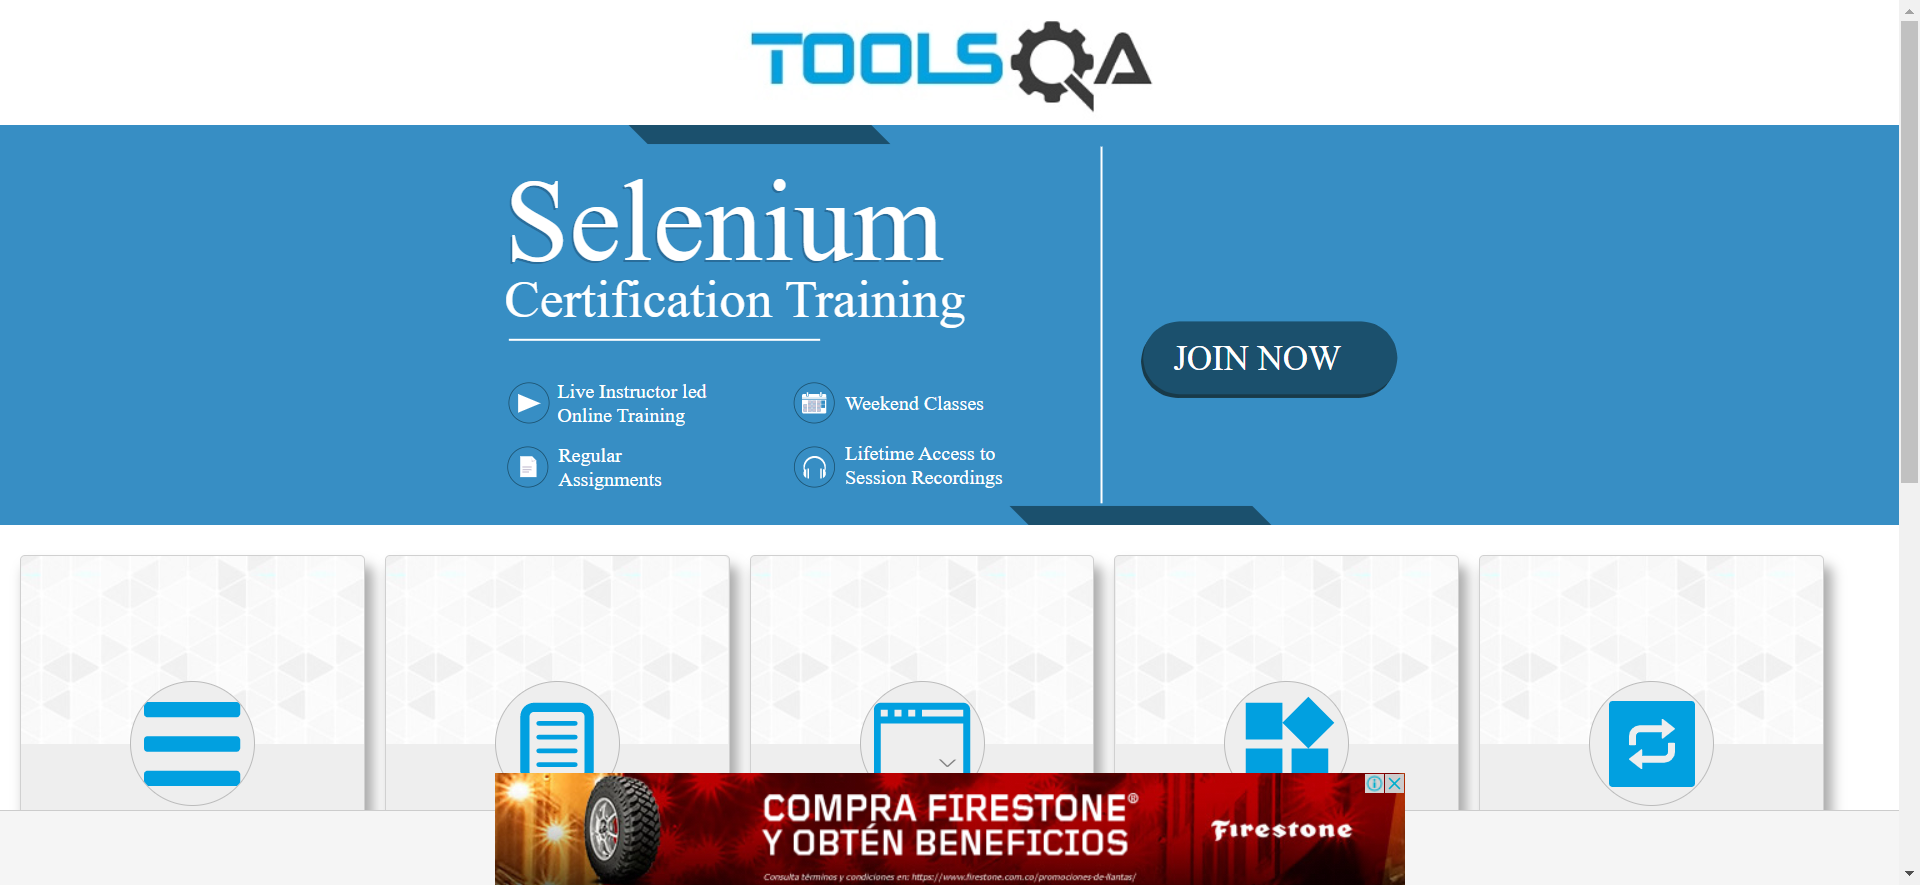 TOOLSQA
Selenium
Certification Training
JOIN NOW
Live Instructor led
Online Training
Weekend Classes
Regular
Assignments
Lifetime Access to
Session Recordings
COMPRA FIRESTONE®
Y OBTÉN BENEFICIOS
Firestone
Consulta términos y condiciones en: https://www.firestone.com.co/promociones-de-llantas/